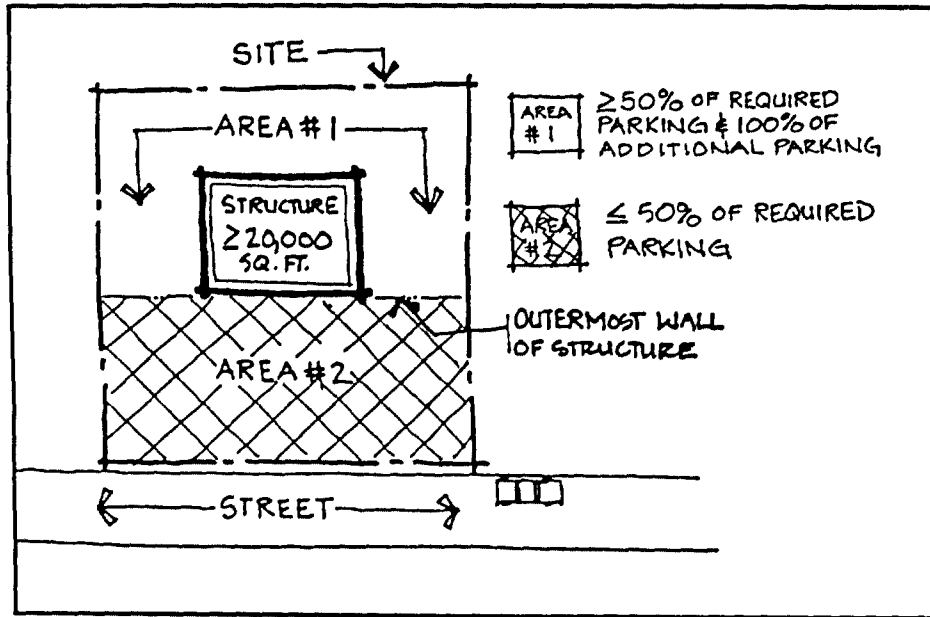 SITE
AREA #1
STRUCTURE
≥20,000
SQ. FT.
AREA #2
STREET
AREA
#1
≥50% OF REQUIRED
PARKING & 100% OF
ADDITIONAL PARKING
AREA
#2
≤ 50% OF REQUIRED
PARKING
OUTERMOST WALL
OF STRUCTURE